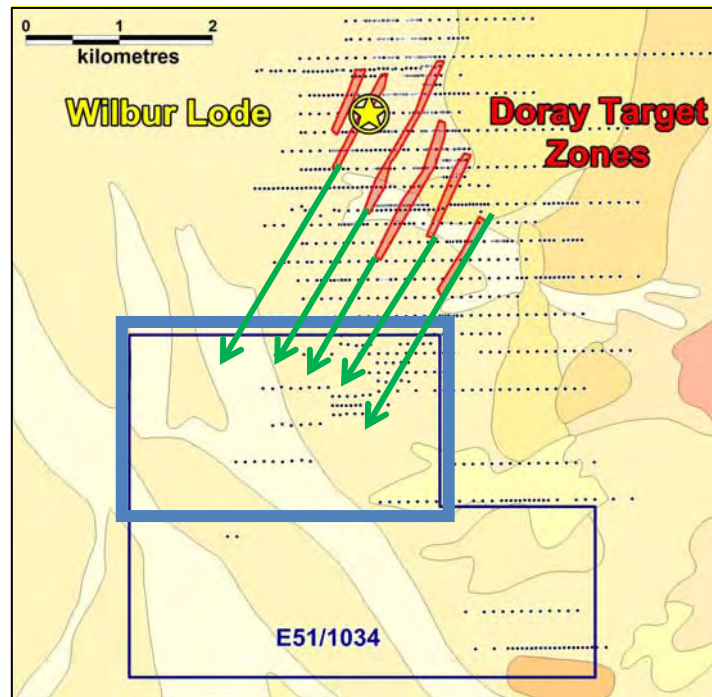 0 1 2
kilometres
Wilbur Lode
Doray Target
Zones
E51/1034